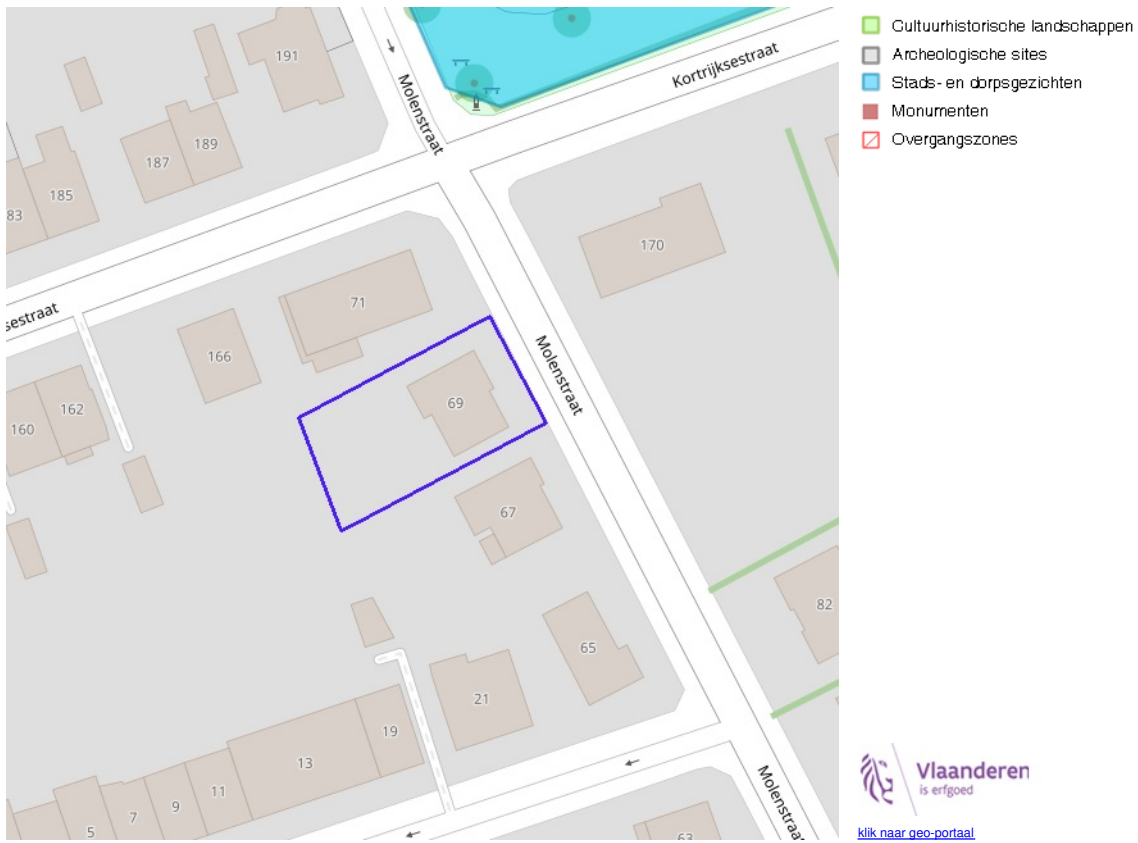 Cultuurhistorische landschappen
Archeologische sites
Stads- en dorpsgezichten
Monumenten
Overgangszones
191
Molenstraat
Kortrijksestraat
187
189
185
83
170
sestraat
71
166
Molenstraat
162
160
69
67
82
65
21
19
13
11
9
7
5
Molenstraat
63
Vlaanderen
is erfgoed
klik naar geo-portaal